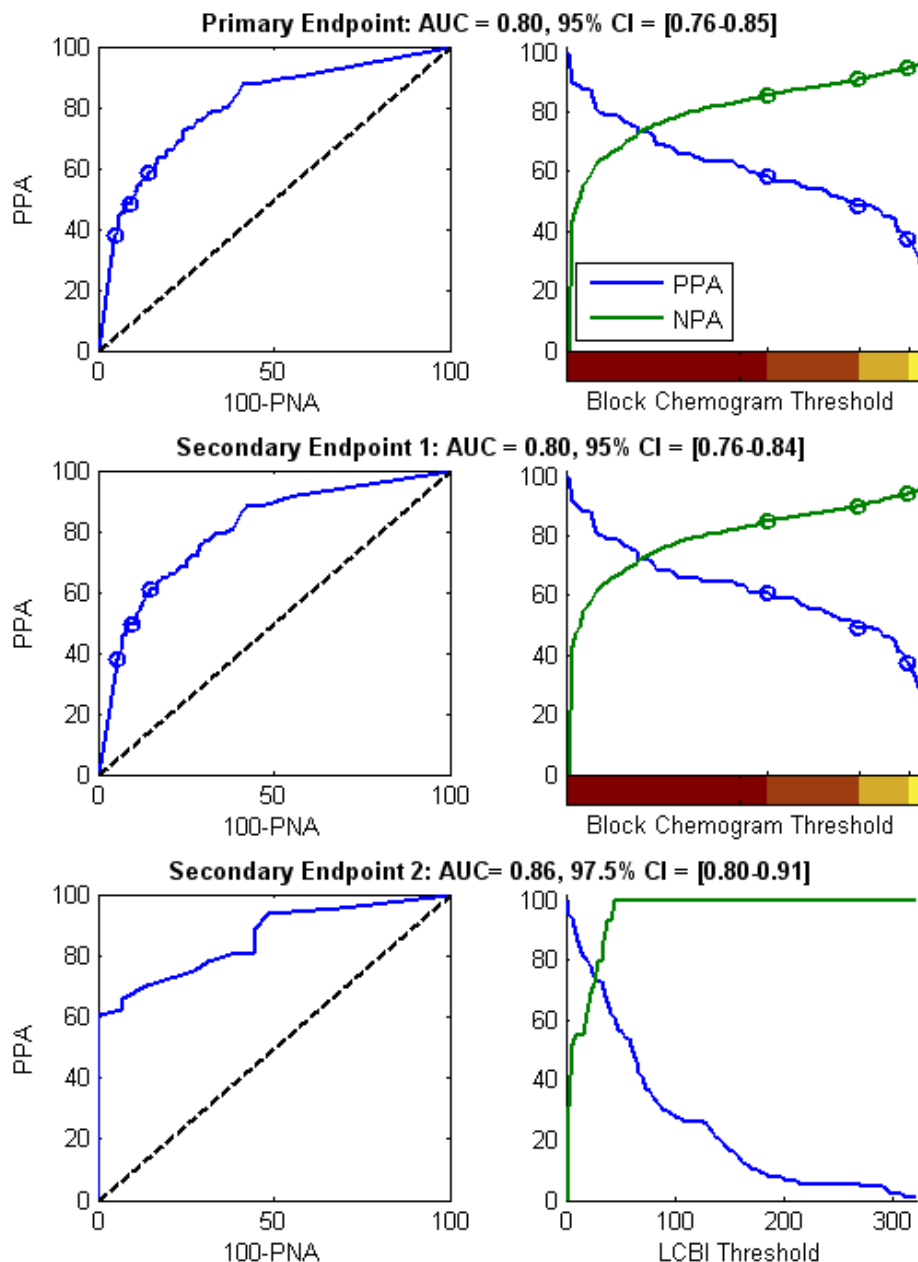 Primary Endpoint: AUC = 0.80, 95% CI = [0.76-0.85]
100
80
60
40
20
0
PPA
0 50 100
100-PNA
100
80
60
40
20
0
PPA
NPA
Block Chemogram Threshold
Secondary Endpoint 1: AUC = 0.80, 95% CI = [0.76-0.84]
100
80
60
40
20
0
PPA
0 50 100
100-PNA
100
80
60
40
20
0
Block Chemogram Threshold
Secondary Endpoint 2: AUC= 0.86, 97.5% CI = [0.80-0.91]
100
80
60
40
20
0
PPA
0 50 100
100-PNA
100
80
60
40
20
0
0 100 200 300
LCBI Threshold